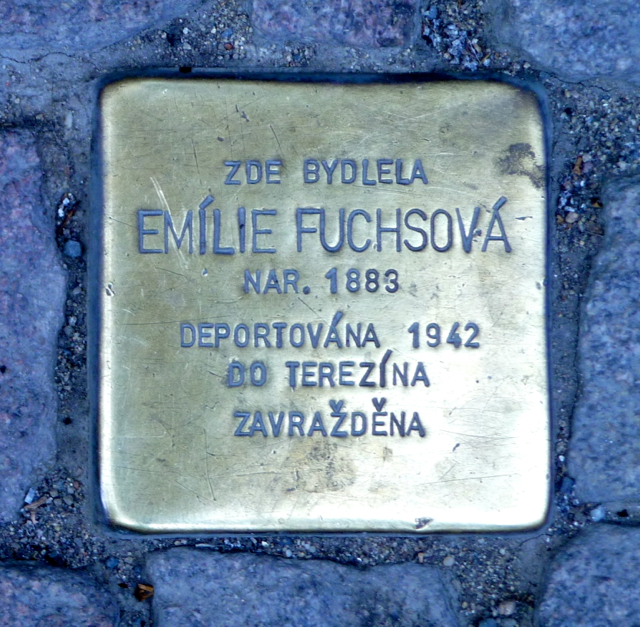 ZDE BYDLELA
EMÍLIE FUCHSOVÁ
NAR. 1883
DEPORTOVÁNA 1942
DO TEREZÍNA
ZAVRAŽDĚNA